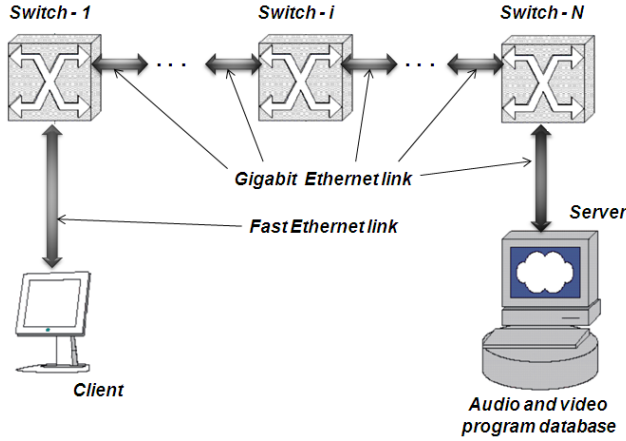 Switch - 1
Switch - i
Switch - N
. . .
. . .
Gigabit Ethernet link
Fast Ethernet link
Server
Client
Audio and video
program database